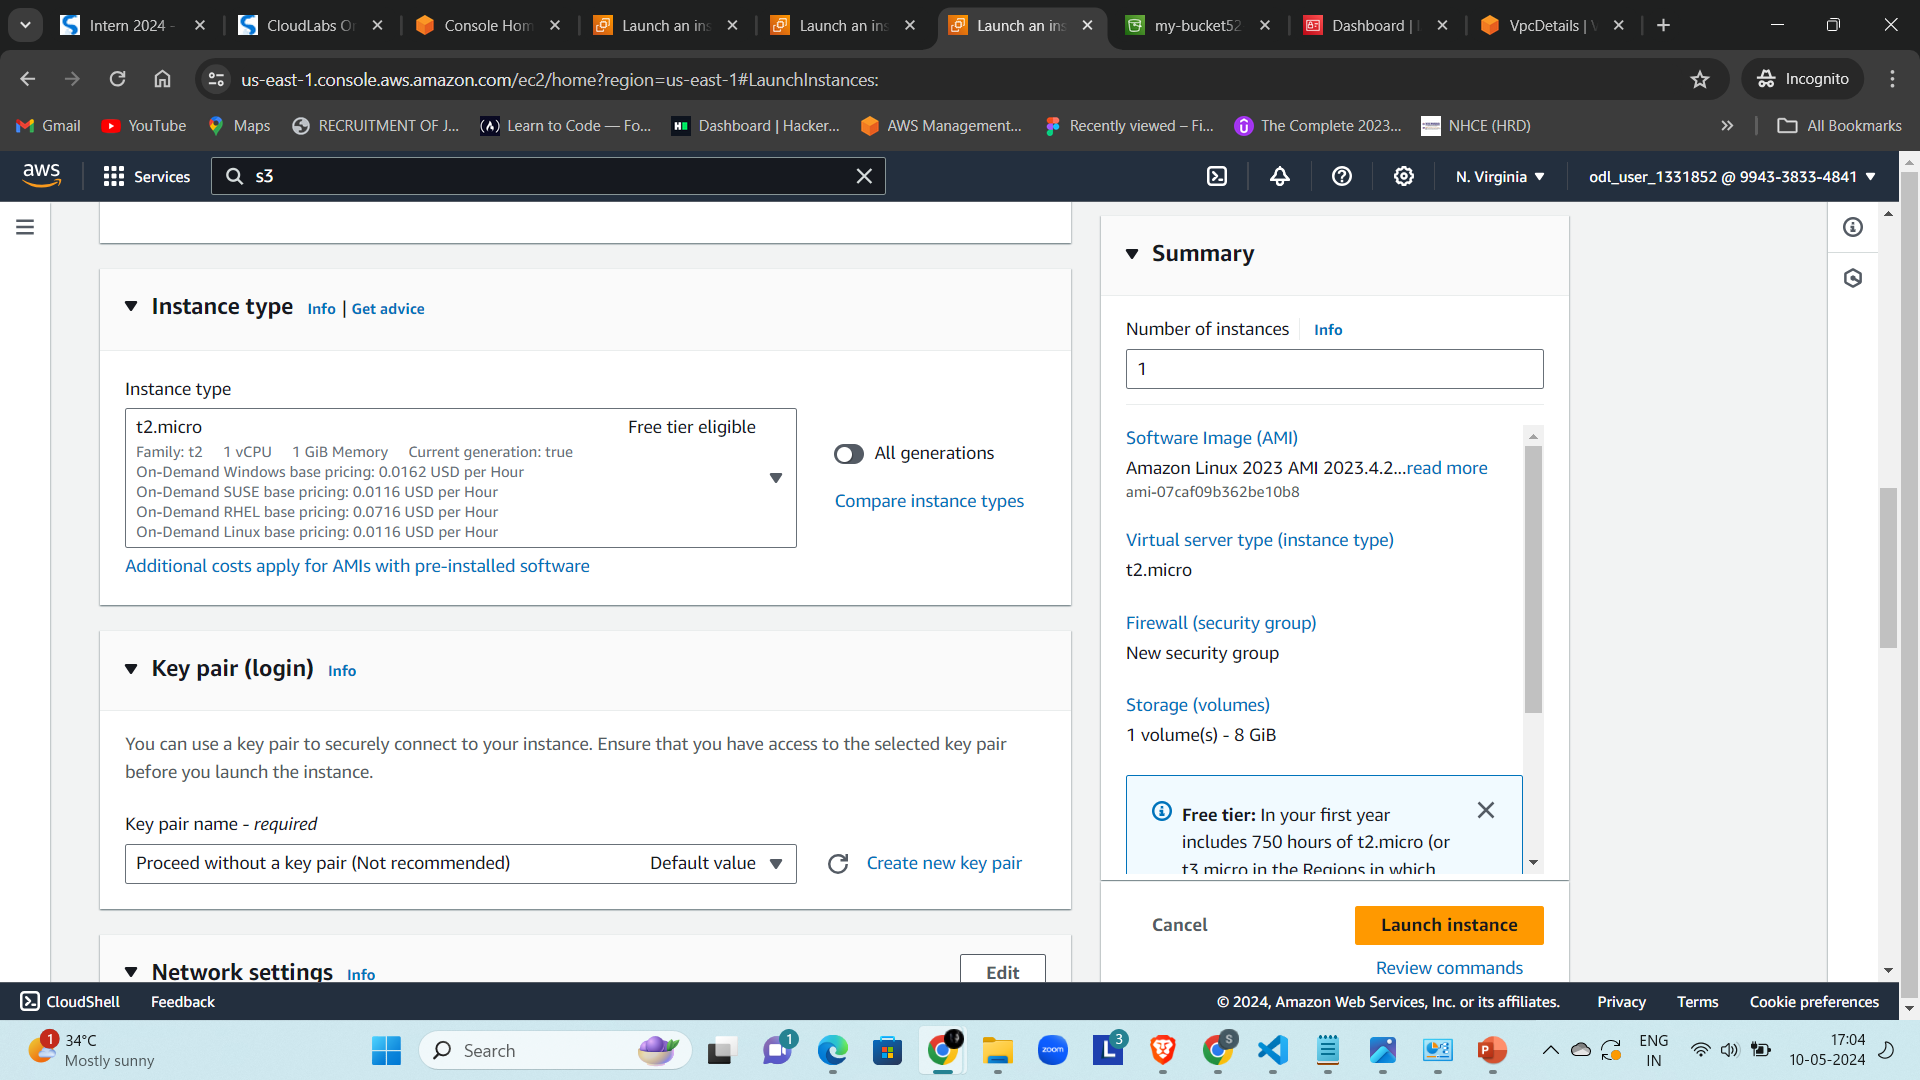 Intern 2024 -
CloudLabs O
Console Hom
Launch an ins
Launch an ins
Launch an ins
my-bucket52
Dashboard |
VpcDetails |
us-east-1.console.aws.amazon.com/ec2/home?region=us-east-1#LaunchInstances:
Incognito
Gmail
YouTube
Maps
RECRUITMENT OF J...
Learn to Code — Fo...
Dashboard | Hacker...
AWS Management...
Recently viewed – Fi...
The Complete 2023...
NHCE (HRD)
All Bookmarks
aws
Services
s3
N. Virginia
odl_user_1331852 @ 9943-3833-4841
Instance type Info | Get advice
Instance type
t2.micro Free tier eligible
Family: t2 1 vCPU 1 GiB Memory Current generation: true
On-Demand Windows base pricing: 0.0162 USD per Hour
On-Demand SUSE base pricing: 0.0116 USD per Hour
On-Demand RHEL base pricing: 0.0716 USD per Hour
On-Demand Linux base pricing: 0.0116 USD per Hour
Additional costs apply for AMIs with pre-installed software
All generations
Compare instance types
Key pair (login) Info
You can use a key pair to securely connect to your instance. Ensure that you have access to the selected key pair
before you launch the instance.
Key pair name - required
Proceed without a key pair (Not recommended) Default value
Create new key pair
Network settings Info
Edit
Summary
Number of instances Info
1
Software Image (AMI)
Amazon Linux 2023 AMI 2023.4.2...read more
ami-07caf09b362be10b8
Virtual server type (instance type)
t2.micro
Firewall (security group)
New security group
Storage (volumes)
1 volume(s) - 8 GiB
Free tier: In your first year
includes 750 hours of t2.micro (or
t3.micro in the Regions in which
Cancel
Launch instance
Review commands
CloudShell
Feedback
© 2024, Amazon Web Services, Inc. or its affiliates.
Privacy
Terms
Cookie preferences
1
34°C
Mostly sunny
Search
1
zoom
L
3
S
P
ENG
IN
17:04
10-05-2024